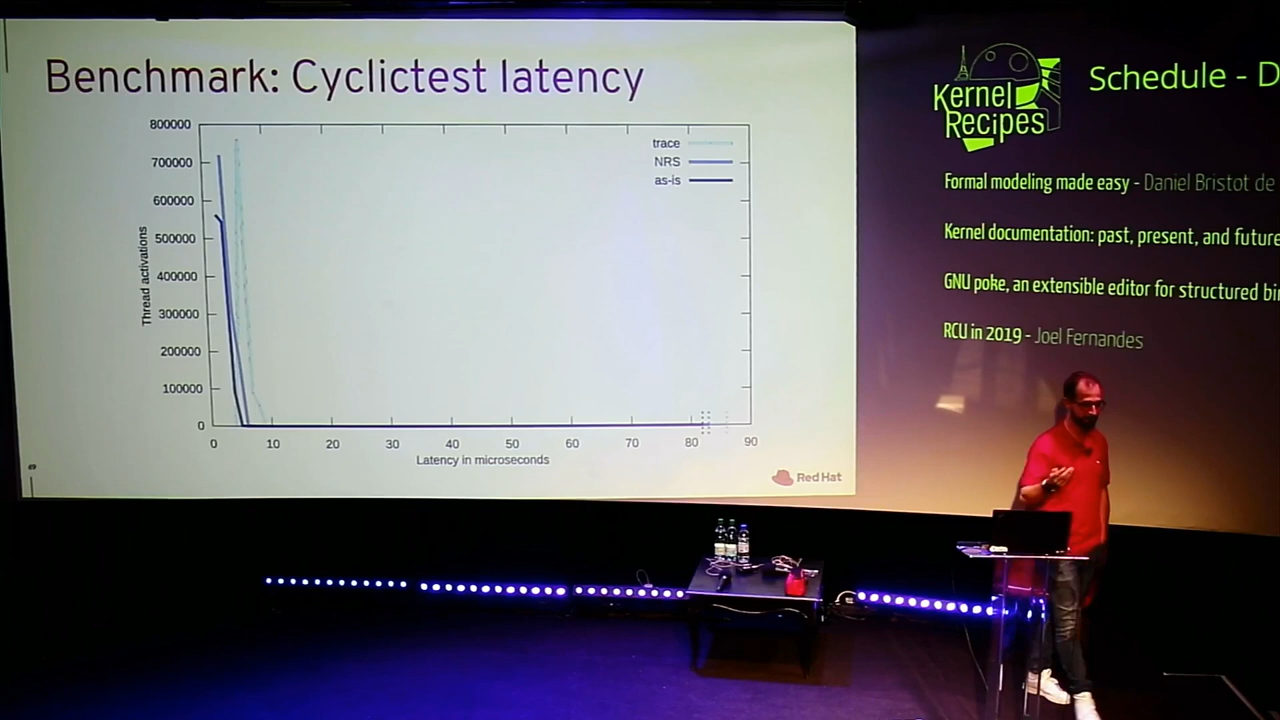 Benchmark: Cyclictest latency
800000
700000
600000
500000
400000
300000
200000
100000
0
Thread activations
trace
NRS
as-is
0 10 20 30 40 50 60 70 80 90
Latency in microseconds
Red Hat
Kernel
Recipes
Schedule - D
Formal modeling made easy - Daniel Bristot de
Kernel documentation: past, present, and future
GNU poke, an extensible editor for structured bi
RCU in 2019 - Joel Fernandes